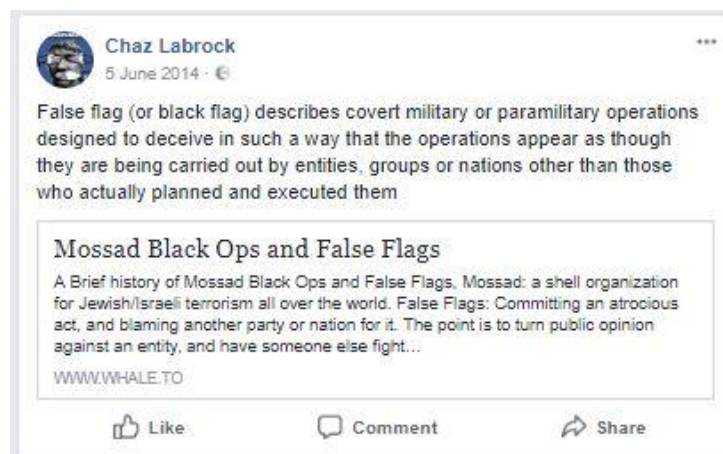 Chaz Labrock
5 June 2014 ·
False flag (or black flag) describes covert military or paramilitary operations
designed to deceive in such a way that the operations appear as though
they are being carried out by entities, groups or nations other than those
who actually planned and executed them
Mossad Black Ops and False Flags
A Brief history of Mossad Black Ops and False Flags, Mossad: a shell organization
for Jewish/Israeli terrorism all over the world. False Flags: Committing an atrocious
act, and blaming another party or nation for it. The point is to turn public opinion
against an entity, and have someone else fight...
WWW.WHALE.TO
Like Comment Share